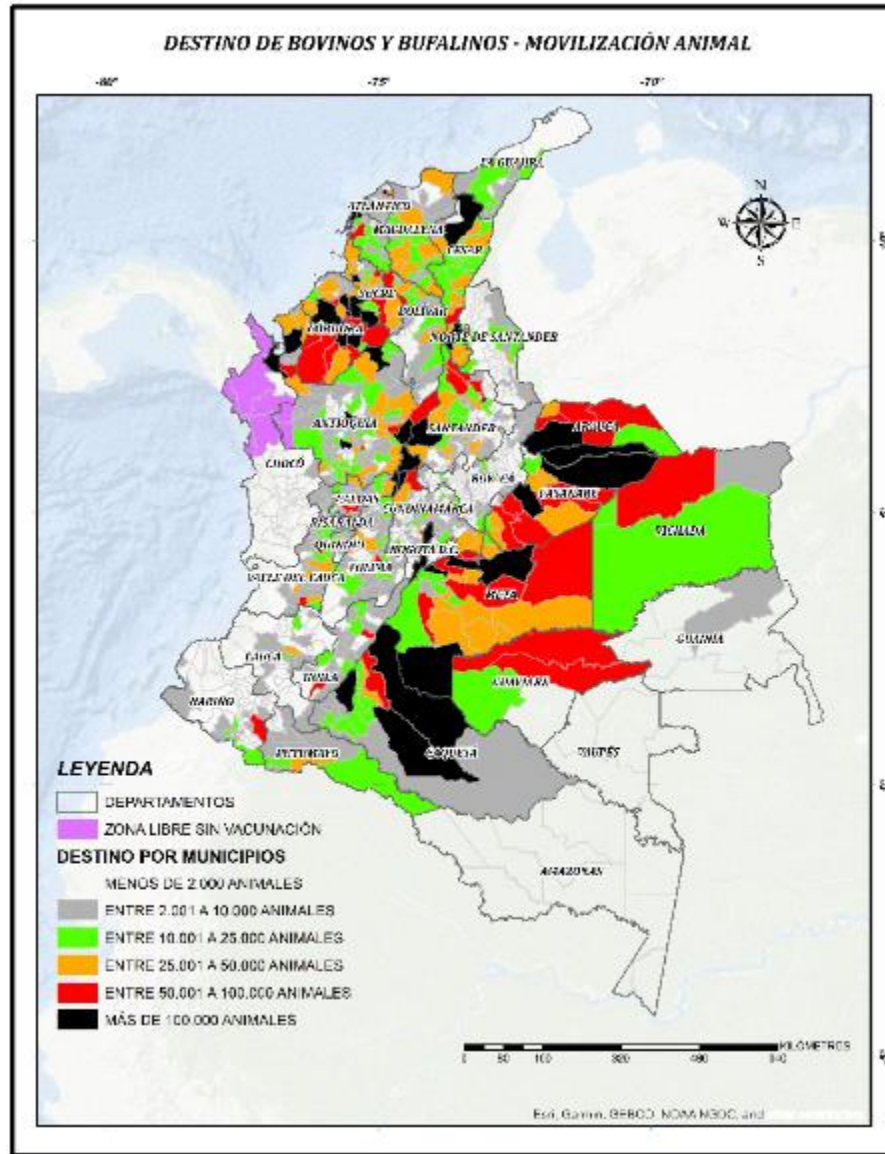 DESTINO DE BOVINOS Y BUFALINOS - MOVILIZACIÓN ANIMAL
-80°
-75°
-70°
LA GUAJIRA
ATLÁNTICO
MAGDALENA
CESAR
N
W
E
S
SUCRE
BOLÍVAR
CÓRDOBA
NORTE DE SANTANDER
ANTIOQUIA
SANTANDER
ARAUCA
CHOCÓ
BOYACÁ
CASANARE
CALDAS
CUNDINAMARCA
RISARALDA
VICHADA
QUINDÍO
BOGOTÁ D.C.
TOLIMA
VALLE DEL CAUCA
META
GUAINÍA
CAUCA
HUILA
GUAVIARE
NARIÑO
PUTUMAYO
VAUPÉS
AMAZONAS
LEYENDA
DEPARTAMENTOS
ZONA LIBRE SIN VACUNACIÓN
DESTINO POR MUNICIPIOS
MENOS DE 2.000 ANIMALES
ENTRE 2.001 A 10.000 ANIMALES
ENTRE 10.001 A 25.000 ANIMALES
ENTRE 25.001 A 50.000 ANIMALES
ENTRE 50.001 A 100.000 ANIMALES
MÁS DE 100.000 ANIMALES
KILÓMETROS
0 50 100 320 480 640
Esri, Garmin, GEBCO, NOAA NGDC, and